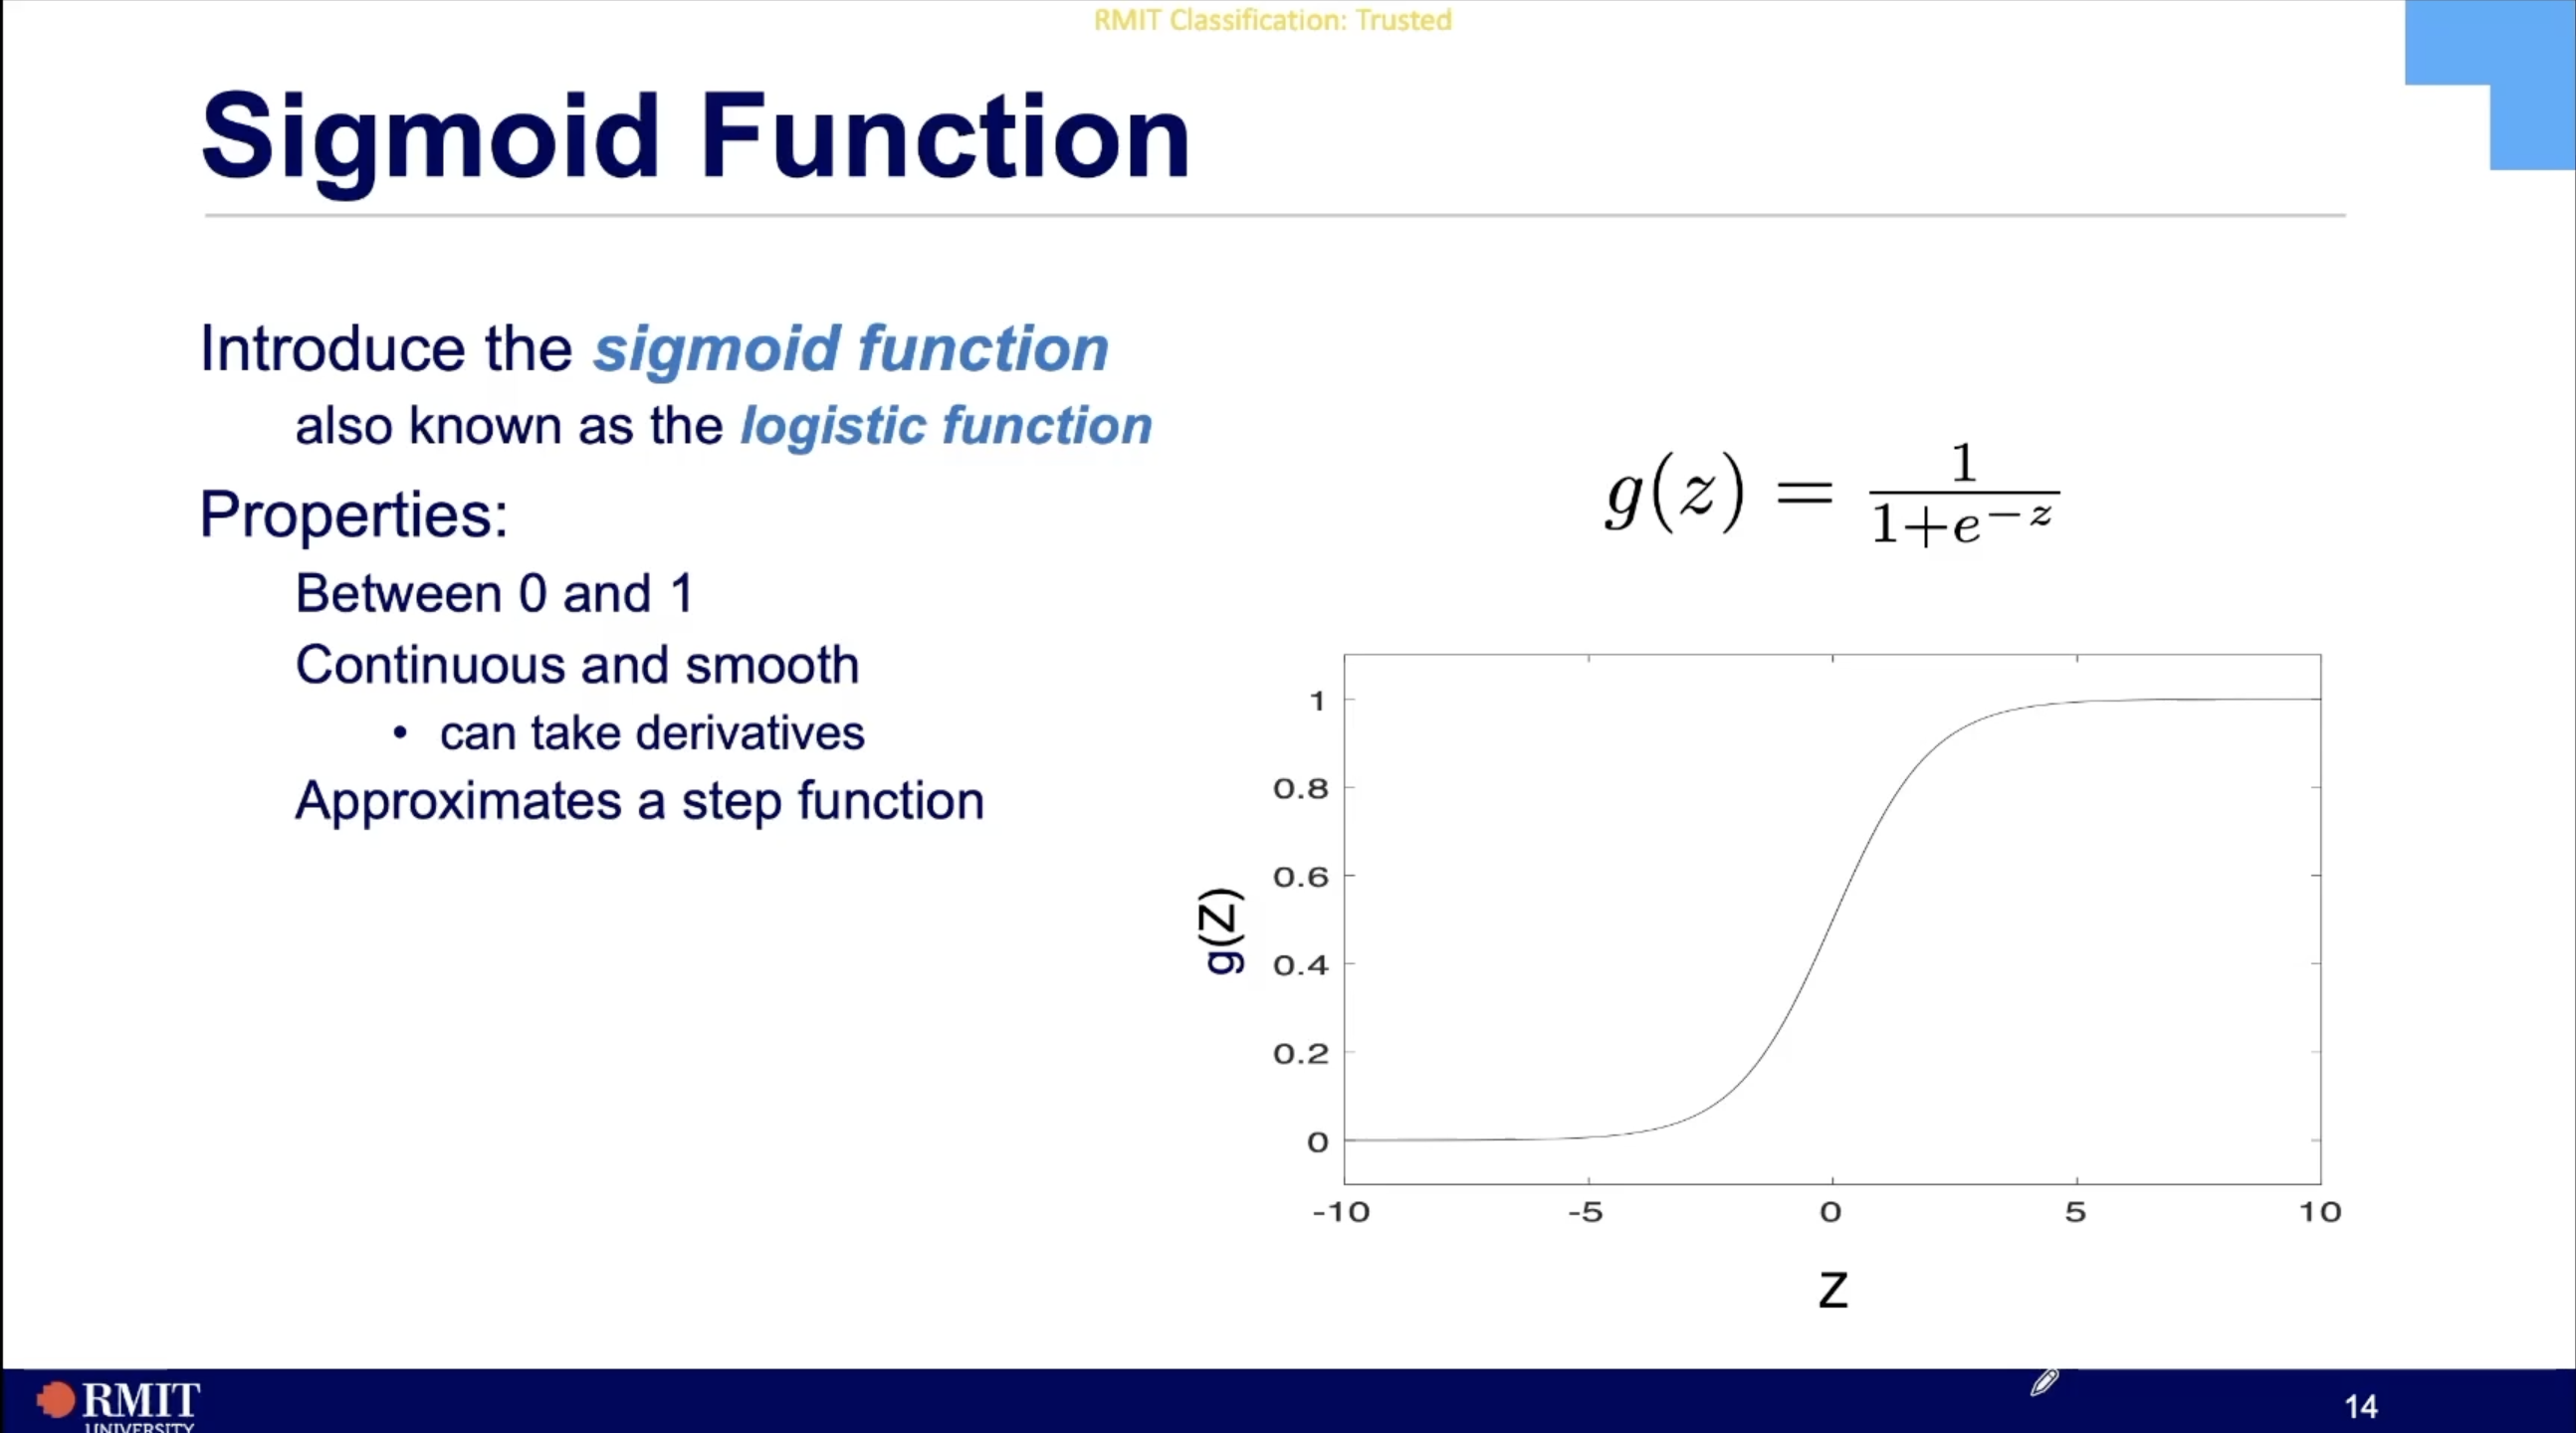 RMIT Classification: Trusted
Sigmoid Function
Introduce the sigmoid function
also known as the logistic function
Properties:
Between 0 and 1
Continuous and smooth
• can take derivatives
Approximates a step function
g(z) = 1 / 1+e^{-z}
1
0.8
0.6
0.4
0.2
0
g(Z)
-10 -5 0 5 10
Z
RMIT
UNIVERSITY
14